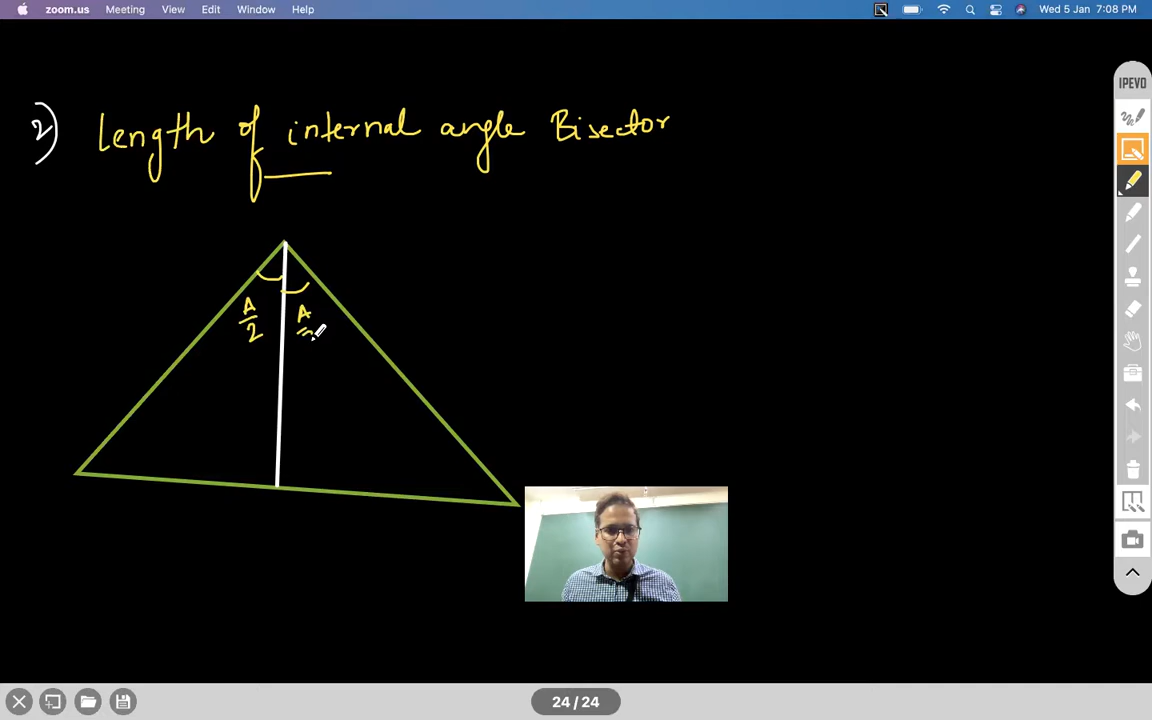 zoom.us Meeting View Edit Window Help Wed 5 Jan 7:08 PM
IPEVO
2) Length of internal angle Bisector
A/2 A
24 / 24